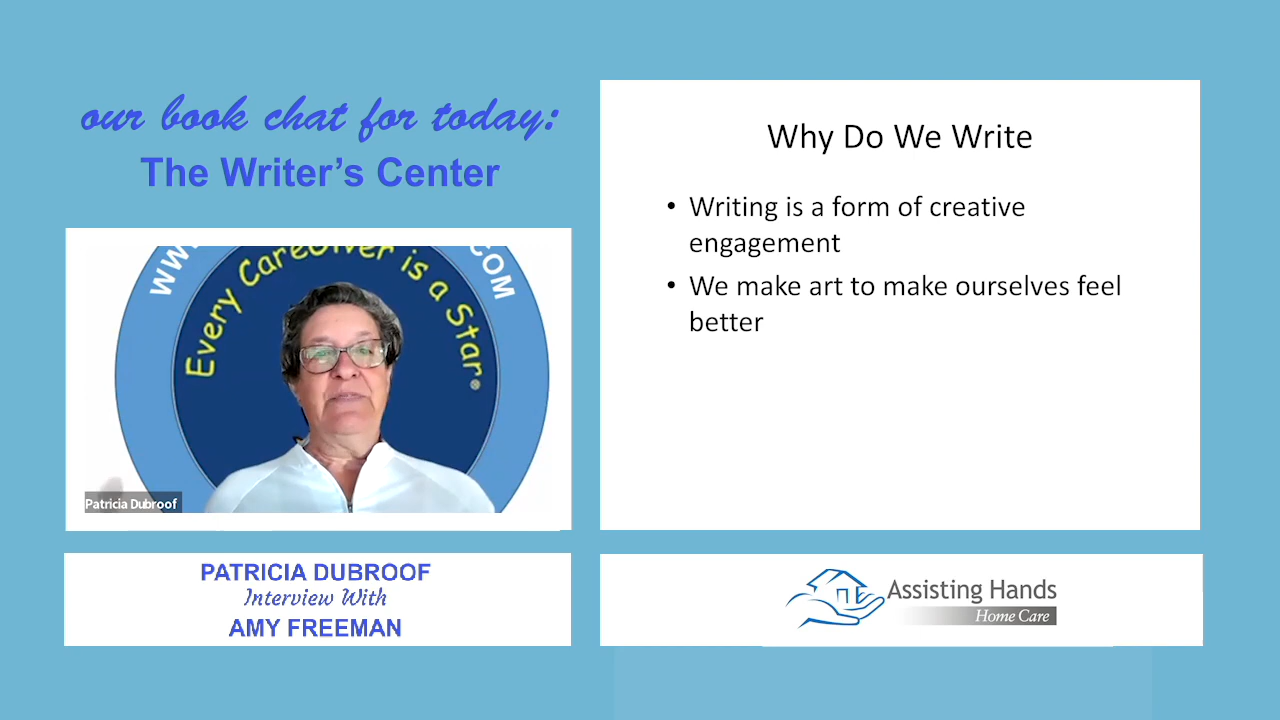 our book chat for today:
The Writer's Center
Every CareGiver is a Star®
.COM
Patricia Dubroof
PATRICIA DUBROOF
Interview With
AMY FREEMAN
Why Do We Write
• Writing is a form of creative
engagement
• We make art to make ourselves feel
better
Assisting Hands
Home Care